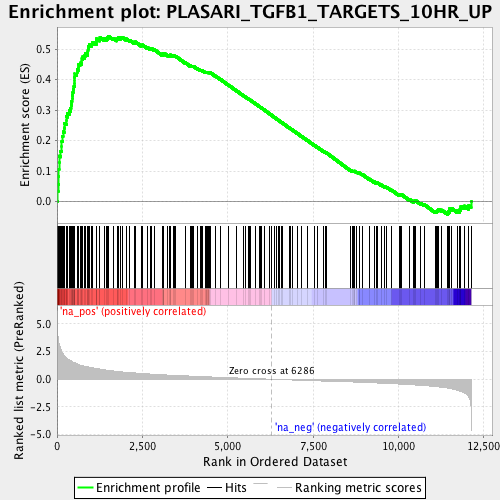 Enrichment plot: PLASARI_TGFB1_TARGETS_10HR_UP
Enrichment score (ES)
0.5
0.4
0.3
0.2
0.1
0.0
'na_pos' (positively correlated)
Ranked list metric (PreRanked)
5.0
2.5
0.0
-2.5
-5.0
Zero cross at 6286
'na_neg' (negatively correlated)
0
2,500
5,000
7,500
10,000
12,500
Rank in Ordered Dataset
Enrichment profile
Hits
Ranking metric scores